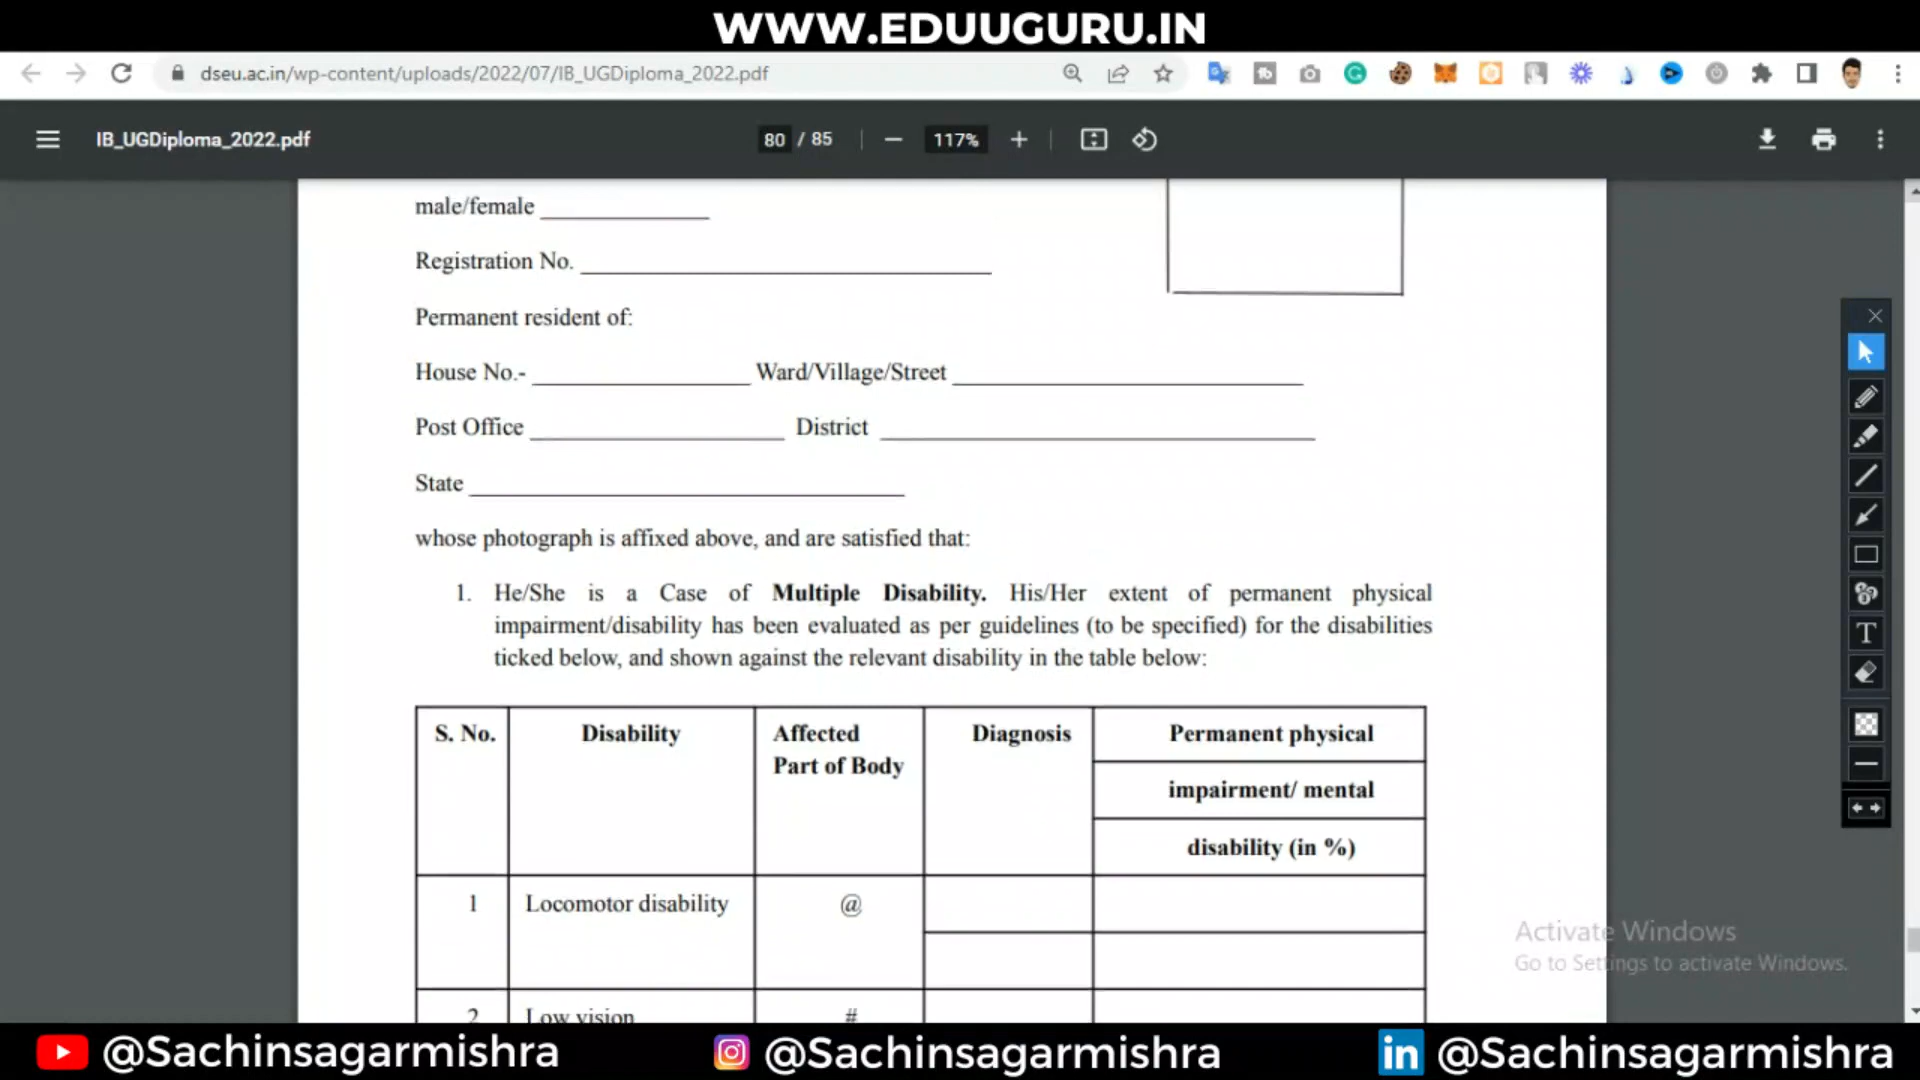 WWW.EDUUGURU.IN
dseu.ac.in/wp-content/uploads/2022/07/IB_UGDiploma_2022.pdf
IB_UGDiploma_2022.pdf
80 / 85
117%
male/female ______________
Registration No. __________________________________
Permanent resident of:
House No.- __________________ Ward/Village/Street _____________________________
Post Office _____________________ District ____________________________________
State ____________________________________
whose photograph is affixed above, and are satisfied that:
1. He/She is a Case of Multiple Disability. His/Her extent of permanent physical
impairment/disability has been evaluated as per guidelines (to be specified) for the disabilities
ticked below, and shown against the relevant disability in the table below:
S. No. Disability Affected Diagnosis Permanent physical
Part of Body
impairment/ mental
disability (in %)
1 Locomotor disability @
2 Low vision #
T
Activate Windows
Go to Settings to activate Windows.
@Sachinsagarmishra @Sachinsagarmishra in @Sachinsagarmishra